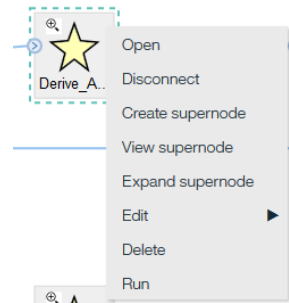 Open
Derive_A..
Disconnect
Create supernode
View supernode
Expand supernode
Edit
Delete
Run